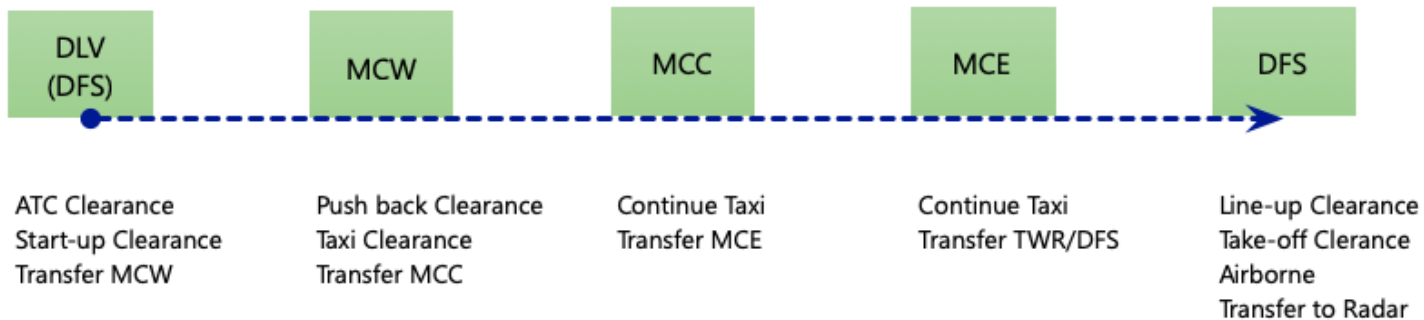 DLV
(DFS)
MCW
MCC
MCE
DFS
ATC Clearance
Start-up Clearance
Transfer MCW
Push back Clearance
Taxi Clearance
Transfer MCC
Continue Taxi
Transfer MCE
Continue Taxi
Transfer TWR/DFS
Line-up Clearance
Take-off Clerance
Airborne
Transfer to Radar